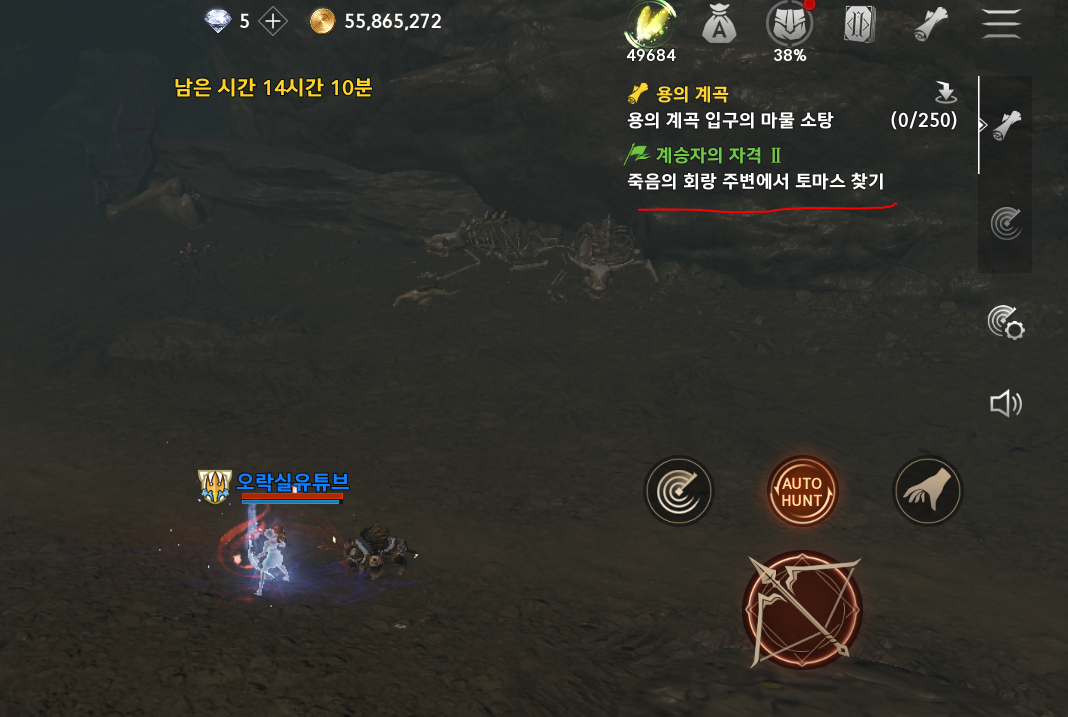 5
55,865,272
49684
38%
남은 시간 14시간 10분
용의 계곡
용의 계곡 입구의 마물 소탕 (0/250)
계승자의 자격 Ⅱ
죽음의 회랑 주변에서 토마스 찾기
오락실유튜브
AUTO
HUNT
A